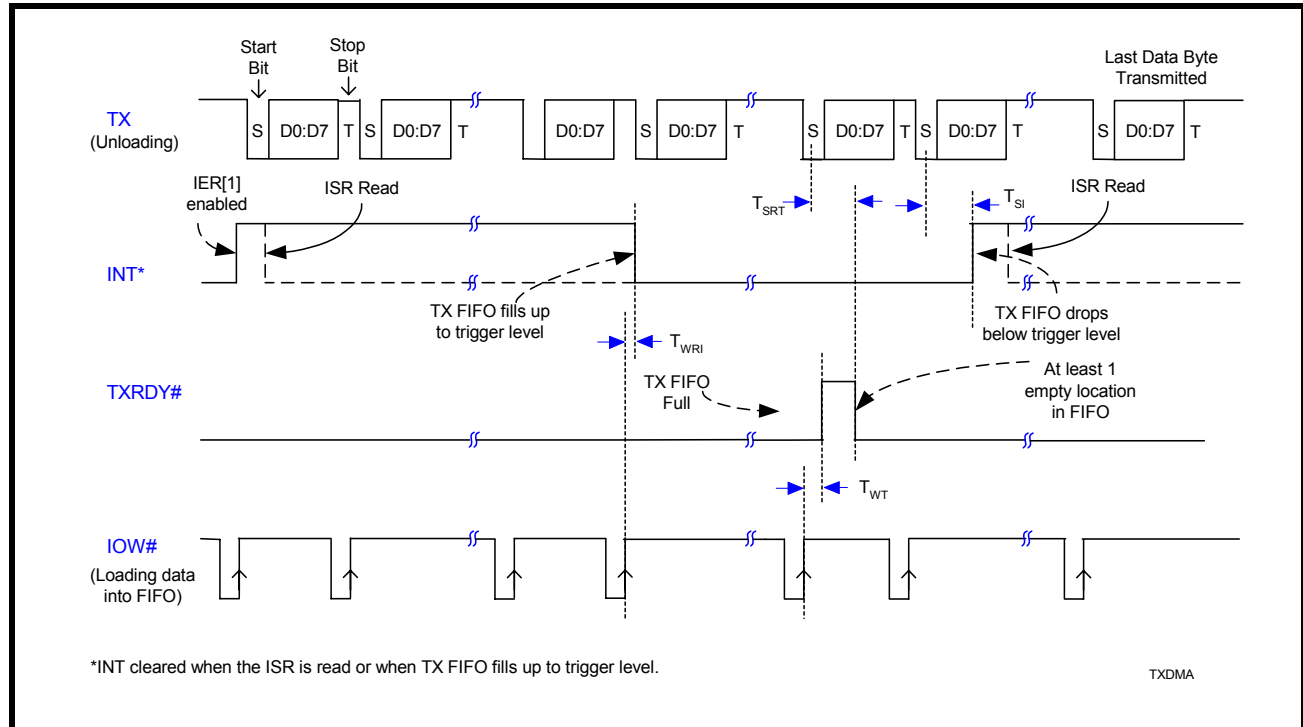 Start
Bit
Stop
Bit
Last Data Byte
Transmitted
TX
(Unloading)
S D0:D7 T S D0:D7 T D0:D7 S D0:D7 T S D0:D7 T S D0:D7 T S D0:D7 T
IER[1]
enabled
ISR Read
T_SRT
T_SI
ISR Read
INT*
TX FIFO fills up
to trigger level
TX FIFO drops
below trigger level
T_WRI
TXRDY#
TX FIFO
Full
At least 1
empty location
in FIFO
T_WT
IOW#
(Loading data
into FIFO)
*INT cleared when the ISR is read or when TX FIFO fills up to trigger level.
TXDMA